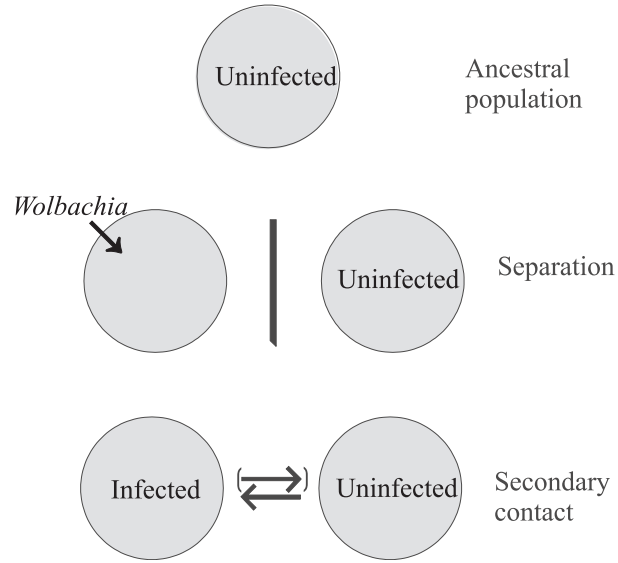 Uninfected
Ancestral
population
Wolbachia
Uninfected
Separation
Infected
Uninfected
Secondary
contact